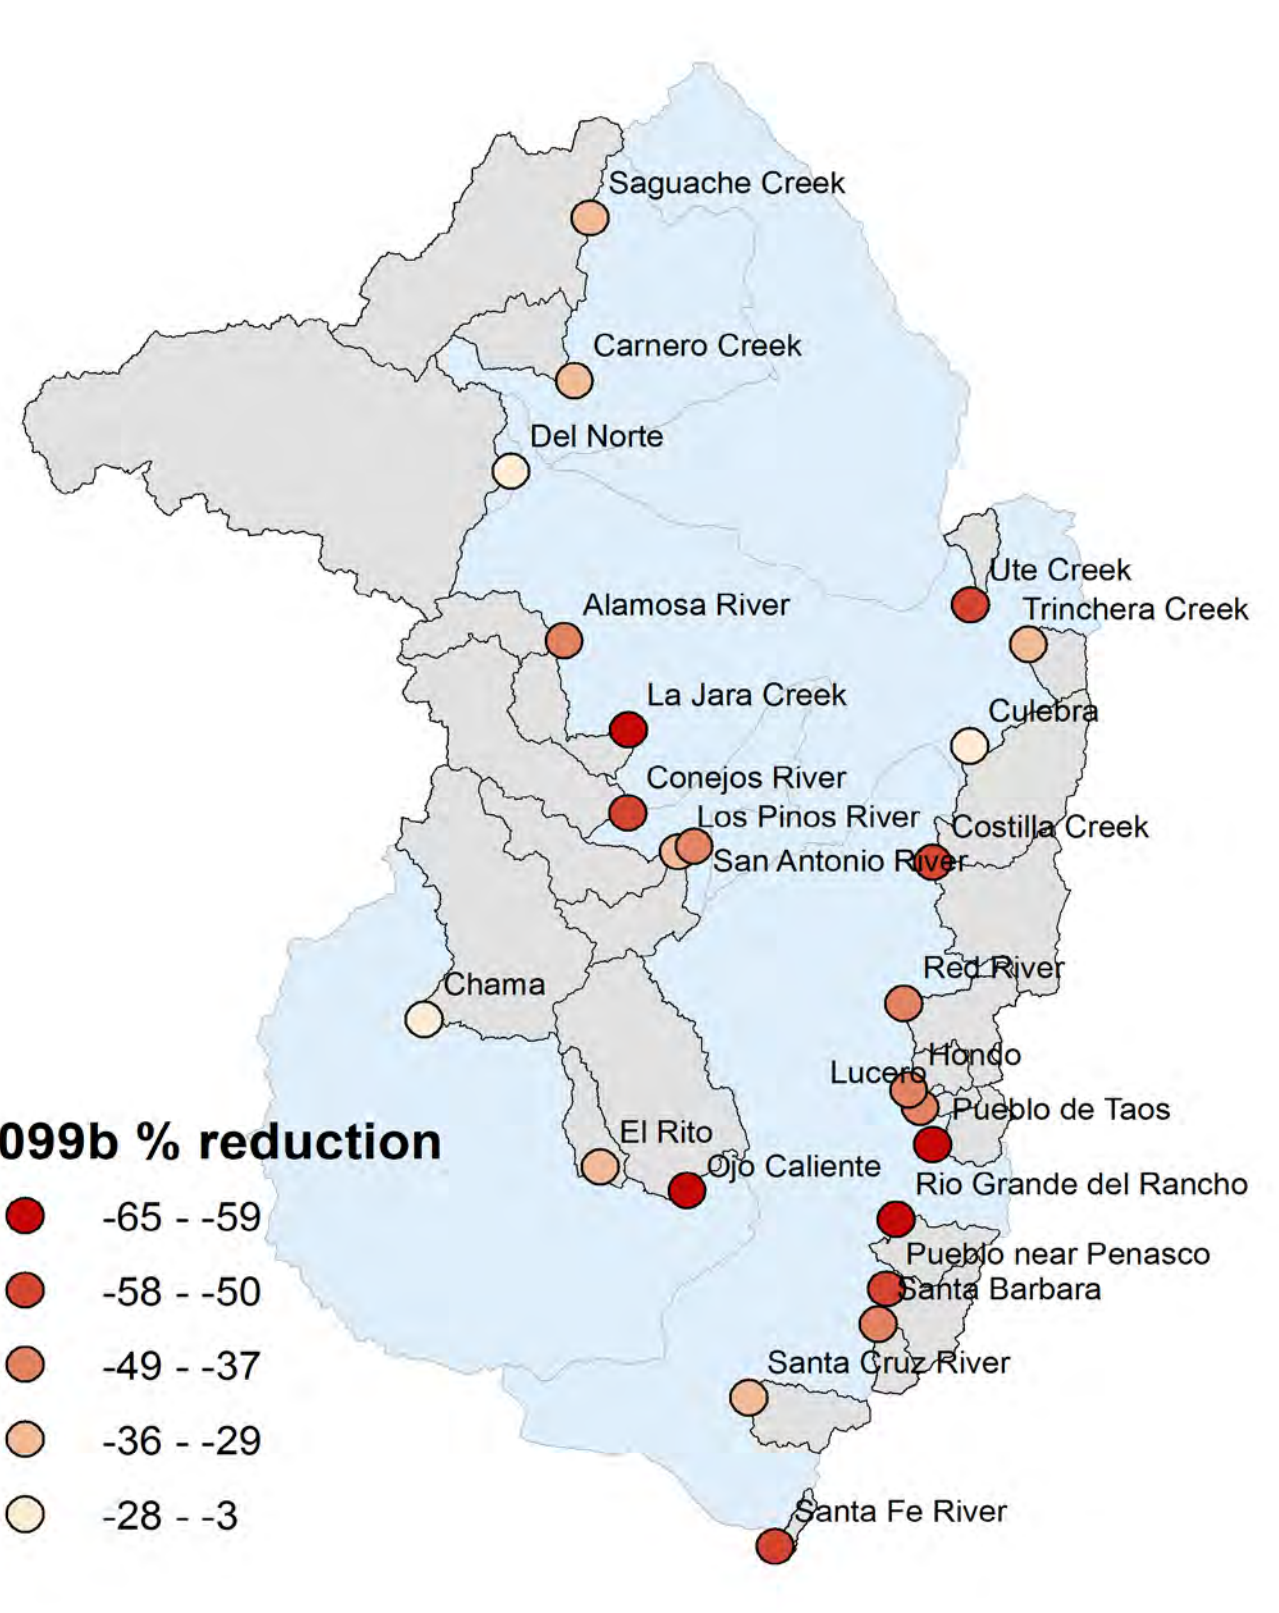 Saguache Creek
Carnero Creek
Del Norte
Ute Creek
Alamosa River
Trinchera Creek
La Jara Creek
Culebra
Conejos River
Los Pinos River
Costilla Creek
San Antonio River
Red River
Chama
Hondo
Lucero
Pueblo de Taos
El Rito
Ojo Caliente
Rio Grande del Rancho
Pueblo near Penasco
Santa Barbara
Santa Cruz River
Santa Fe River
099b % reduction
-65 - -59
-58 - -50
-49 - -37
-36 - -29
-28 - -3